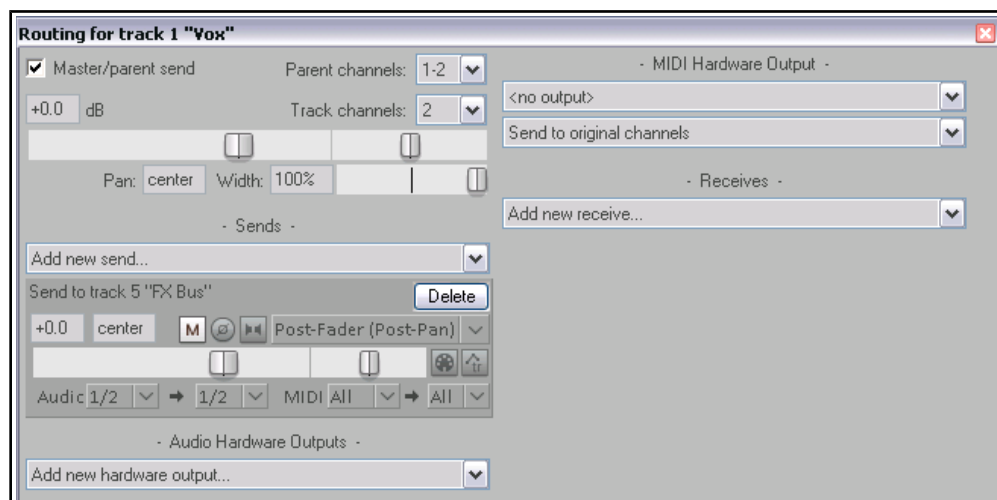 Routing for track 1 "Vox"
Master/parent send
Parent channels: 1-2
+0.0 dB
Track channels: 2
Pan: center Width: 100%
- Sends -
Add new send...
Send to track 5 "FX Bus"
Delete
+0.0 center M Post-Fader (Post-Pan)
tr
Audic 1/2 → 1/2 MIDI All → All
- Audio Hardware Outputs -
Add new hardware output...
- MIDI Hardware Output -
<no output>
Send to original channels
- Receives -
Add new receive...